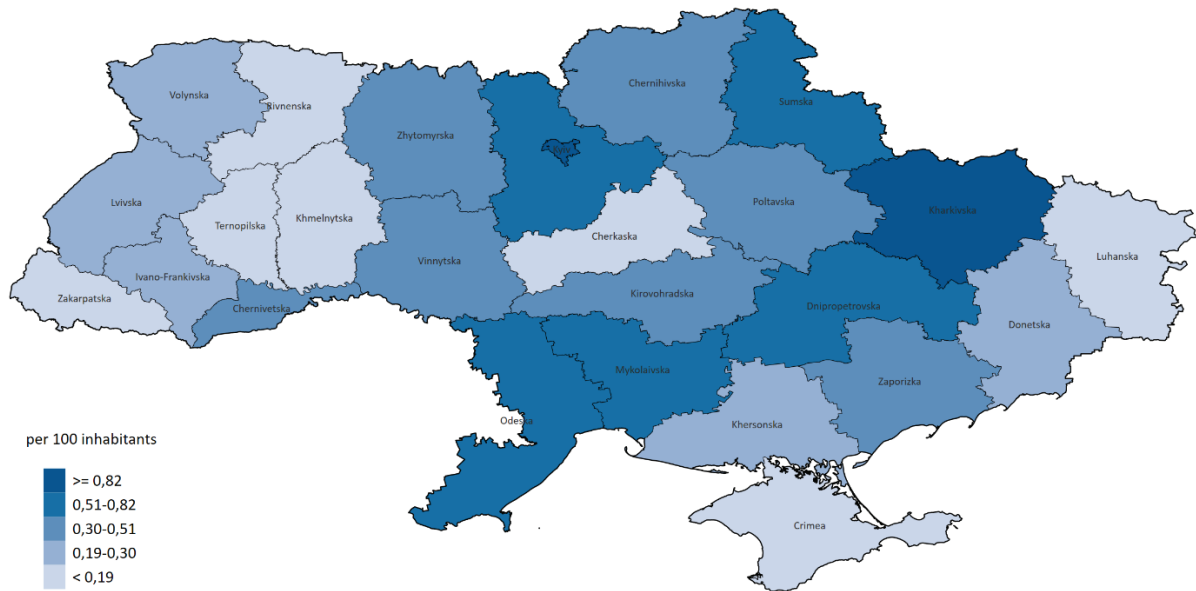 Chernihivska
Volynska
Rivnenska
Sumska
Zhytomyrska
Kyiv
Lvivska
Poltavska
Kharkivska
Khmelnytska
Ternopilska
Cherkaska
Luhanska
Vinnytska
Ivano-Frankivska
Kirovohradska
Zakarpatska
Chernivetska
Dnipropetrovska
Donetska
Mykolaivska
Zaporizka
Odeska
Khersonska
Crimea
per 100 inhabitants
>= 0,82
0,51-0,82
0,30-0,51
0,19-0,30
< 0,19